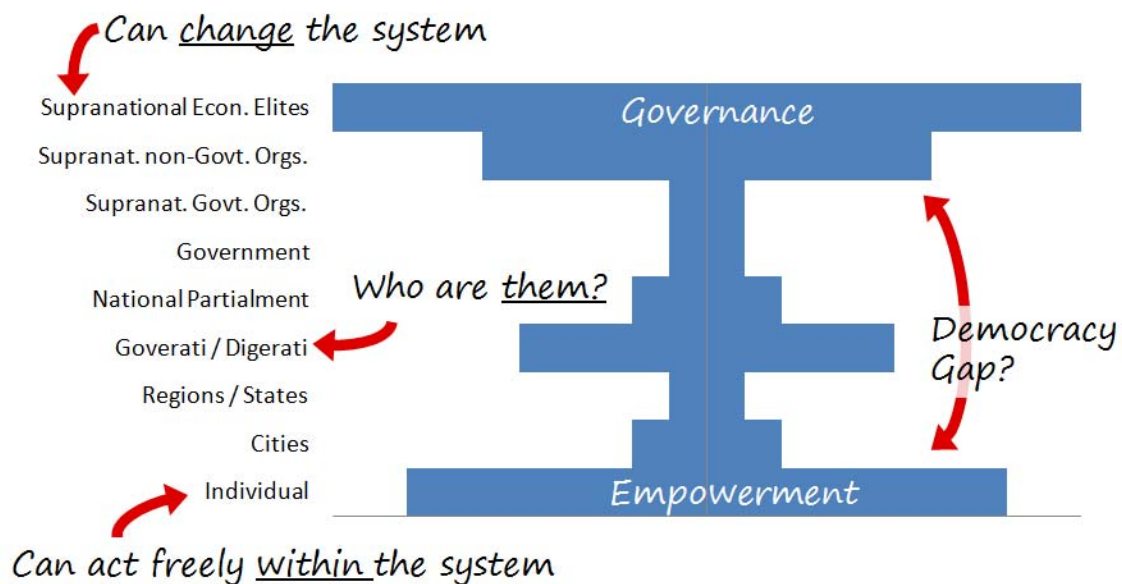 Can change the system
Supranational Econ. Elites
Governance
Supranat. non-Govt. Orgs.
Supranat. Govt. Orgs.
Government
Who are them?
National Partialment
Democracy
Gap?
Goverati / Digerati
Regions / States
Cities
Individual
Empowerment
Can act freely within the system